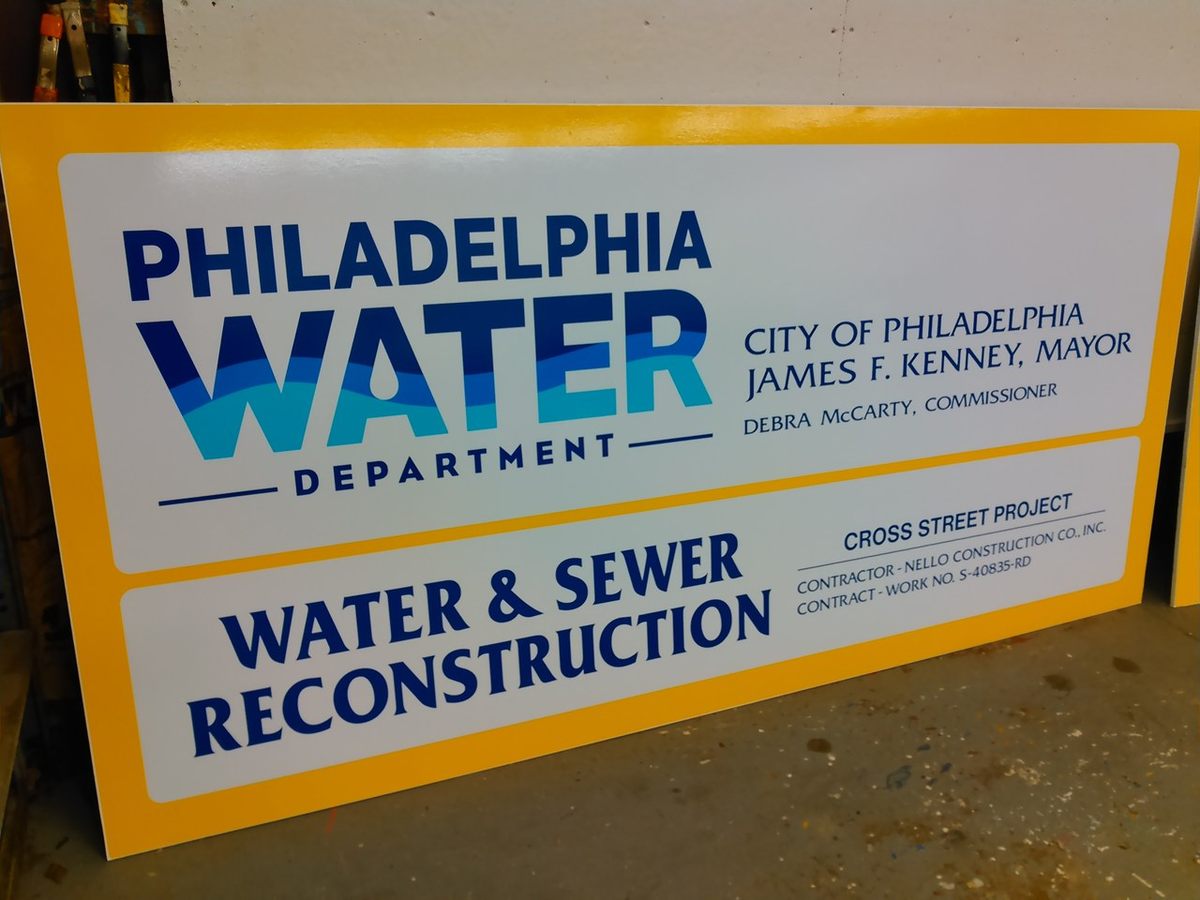 PHILADELPHIA
WATER
DEPARTMENT
CITY OF PHILADELPHIA
JAMES F. KENNEY, MAYOR
DEBRA McCARTY, COMMISSIONER
WATER & SEWER
RECONSTRUCTION
CROSS STREET PROJECT
CONTRACTOR - NELLO CONSTRUCTION CO., INC.
CONTRACT - WORK NO. S-40835-RD